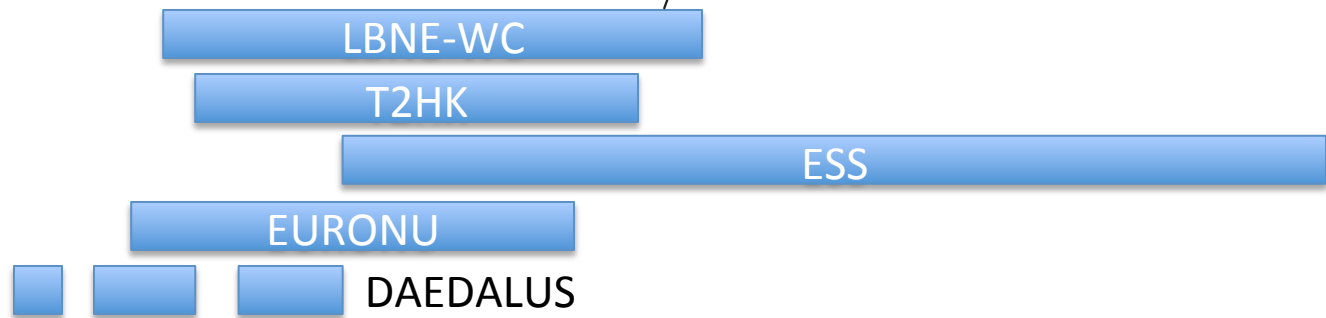 LBNE-WC
T2HK
ESS
EURONU
DAEDALUS